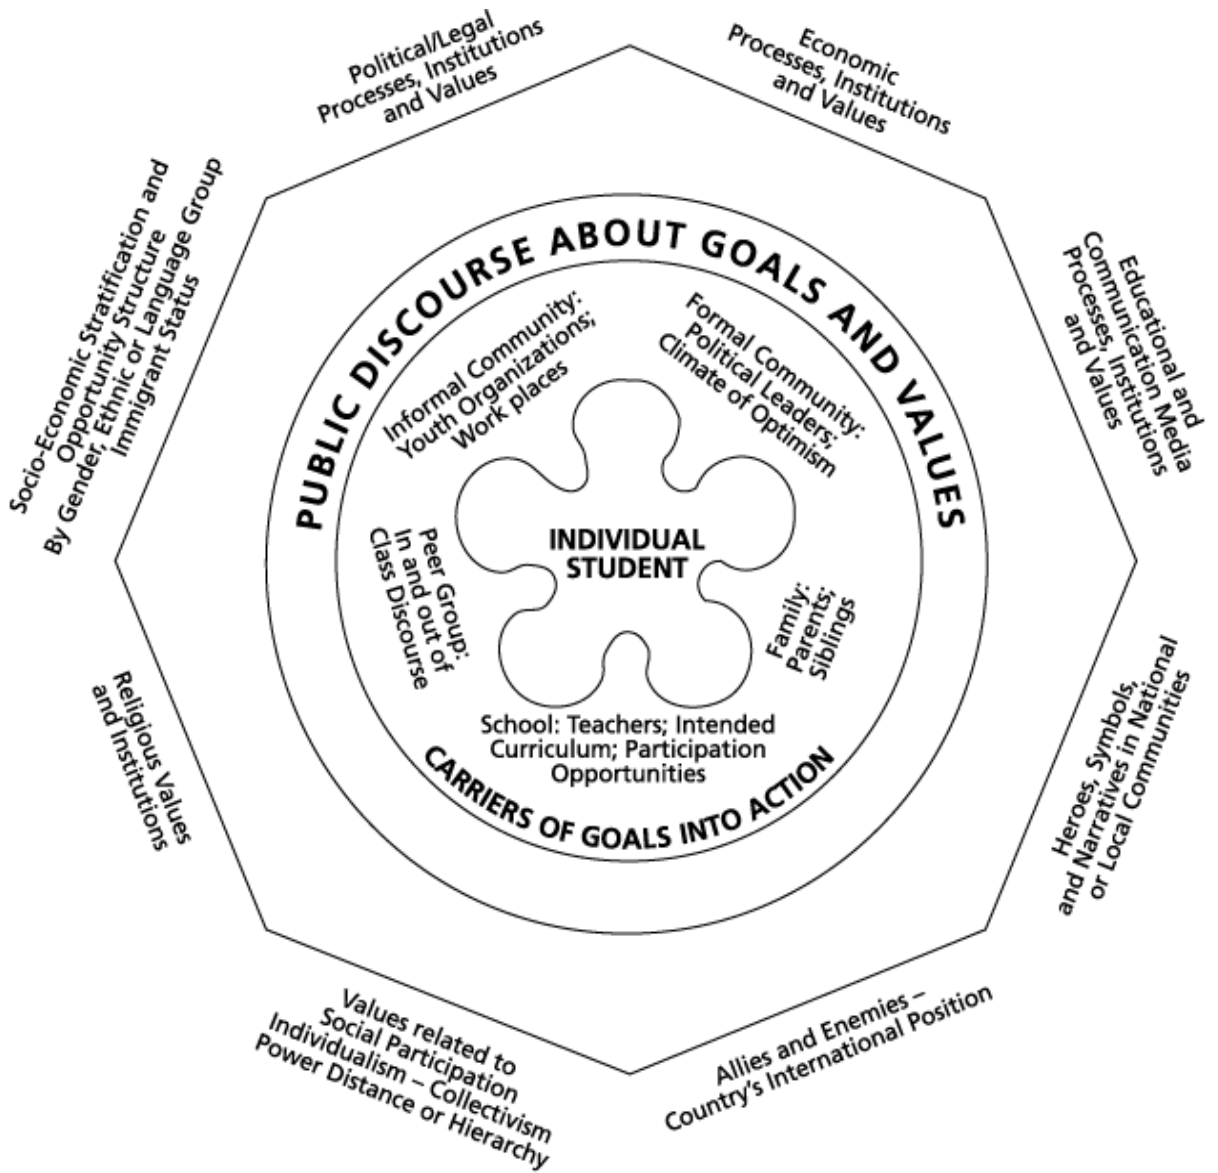 Political/Legal
Processes, Institutions
and Values
Economic
Processes, Institutions
and Values
Socio-Economic Stratification and
Opportunity Structure
By Gender, Ethnic or Language Group
Immigrant Status
Educational and
Communication Media
Processes, Institutions
and Values
PUBLIC DISCOURSE ABOUT GOALS AND VALUES
Informal Community:
Youth Organizations;
Work places
Formal Community:
Political Leaders;
Climate of Optimism
INDIVIDUAL
STUDENT
Peer Group:
In and out of
Class Discourse
Family:
Parents;
Siblings
School: Teachers; Intended
Curriculum; Participation
Opportunities
CARRIERS OF GOALS INTO ACTION
Religious Values
and Institutions
Heroes, Symbols,
and Narratives in National
or Local Communities
Values related to
Social Participation
Individualism – Collectivism
Power Distance or Hierarchy
Allies and Enemies –
Country's International Position